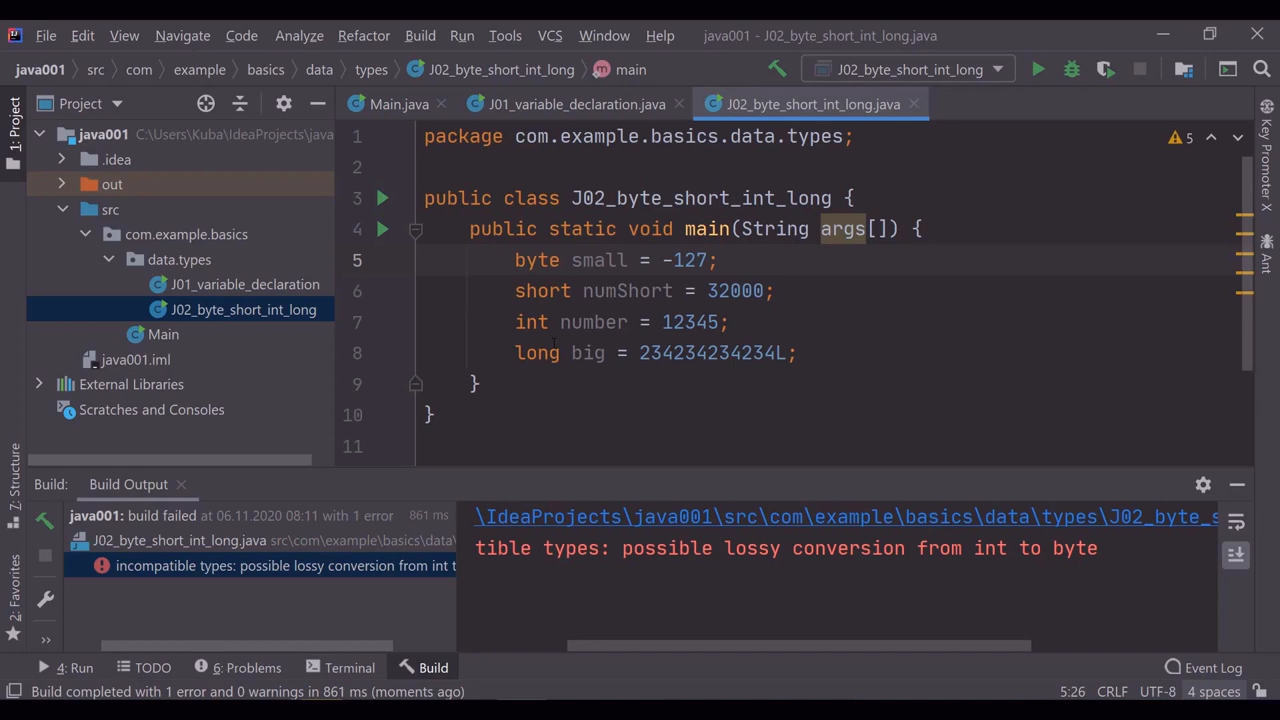 File Edit View Navigate Code Analyze Refactor Build Run Tools VCS Window Help java001 - J02_byte_short_int_long.java
java001 src com example basics data types J02_byte_short_int_long main J02_byte_short_int_long
1: Project
Project
Main.java J01_variable_declaration.java J02_byte_short_int_long.java
java001 C:\Users\Kuba\IdeaProjects\java
.idea
out
src
com.example.basics
data.types
J01_variable_declaration
J02_byte_short_int_long
Main
java001.iml
External Libraries
Scratches and Consoles
1 package com.example.basics.data.types;
5
2
3 public class J02_byte_short_int_long {
4 public static void main(String args[]) {
5 byte small = -127;
6 short numShort = 32000;
7 int number = 12345;
8 long big = 234234234234L;
9 }
10 }
11
Key Promoter X
Ant
Z: Structure
2: Favorites
Build: Build Output
java001: build failed at 06.11.2020 08:11 with 1 error 861 ms
J02_byte_short_int_long.java src\com\example\basics\data\
incompatible types: possible lossy conversion from int t
\IdeaProjects\java001\src\com\example\basics\data\types\J02_byte_s
tible types: possible lossy conversion from int to byte
4: Run TODO 6: Problems Terminal Build Event Log
Build completed with 1 error and 0 warnings in 861 ms (moments ago) 5:26 CRLF UTF-8 4 spaces